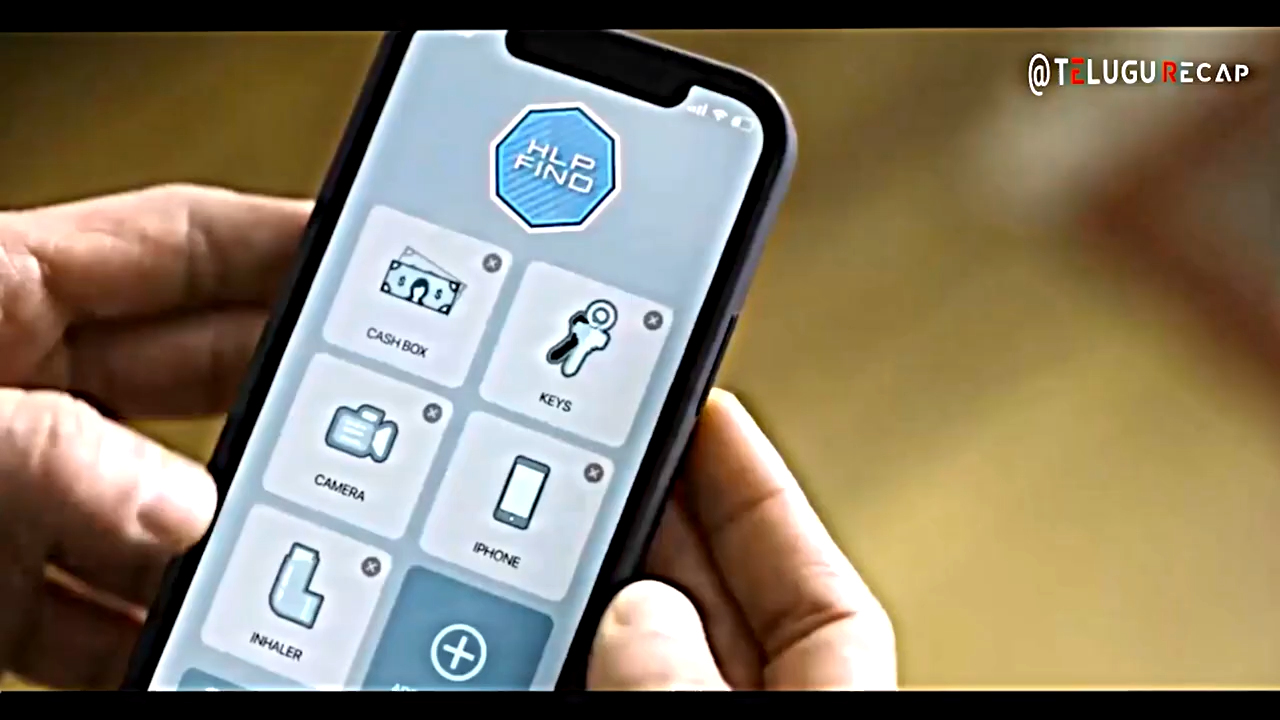 @TELUGU RECAP
HLP
FIND
CASH BOX
KEYS
CAMERA
IPHONE
INHALER